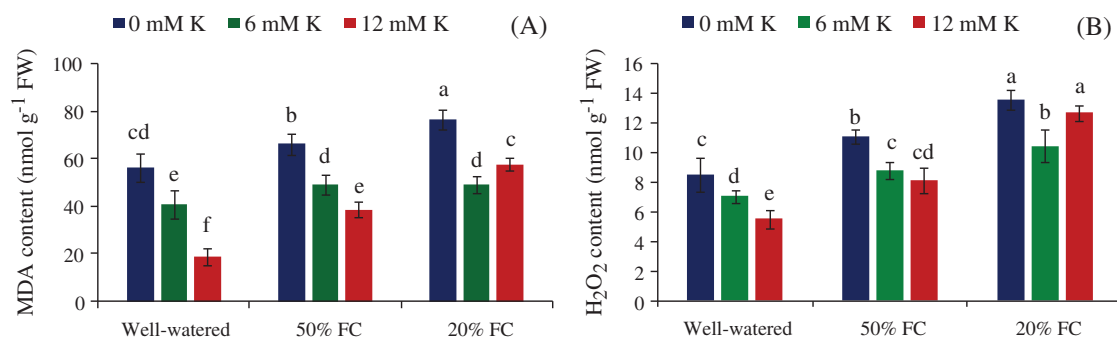 0 mM K 6 mM K 12 mM K (A)
MDA content (nmol g⁻¹ FW)
100
80
60
40
20
0
cd e f b d e a d c
Well-watered 50% FC 20% FC
0 mM K 6 mM K 12 mM K (B)
H₂O₂ content (nmol g⁻¹ FW)
16
14
12
10
8
6
4
2
0
c d e b c cd a b a
Well-watered 50% FC 20% FC